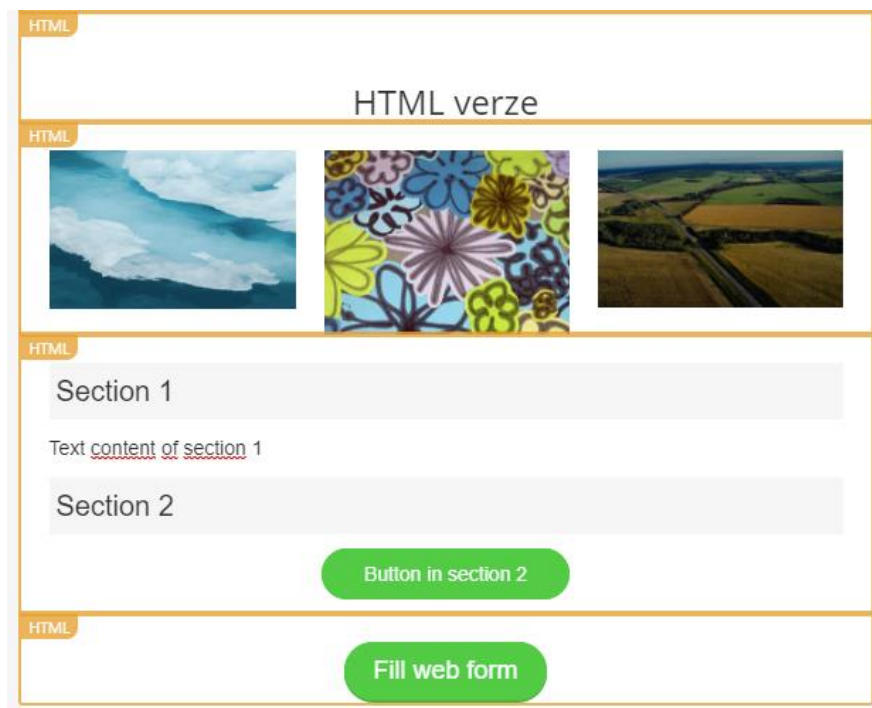 HTML
HTML verze
HTML
HTML
Section 1
Text content of section 1
Section 2
Button in section 2
HTML
Fill web form